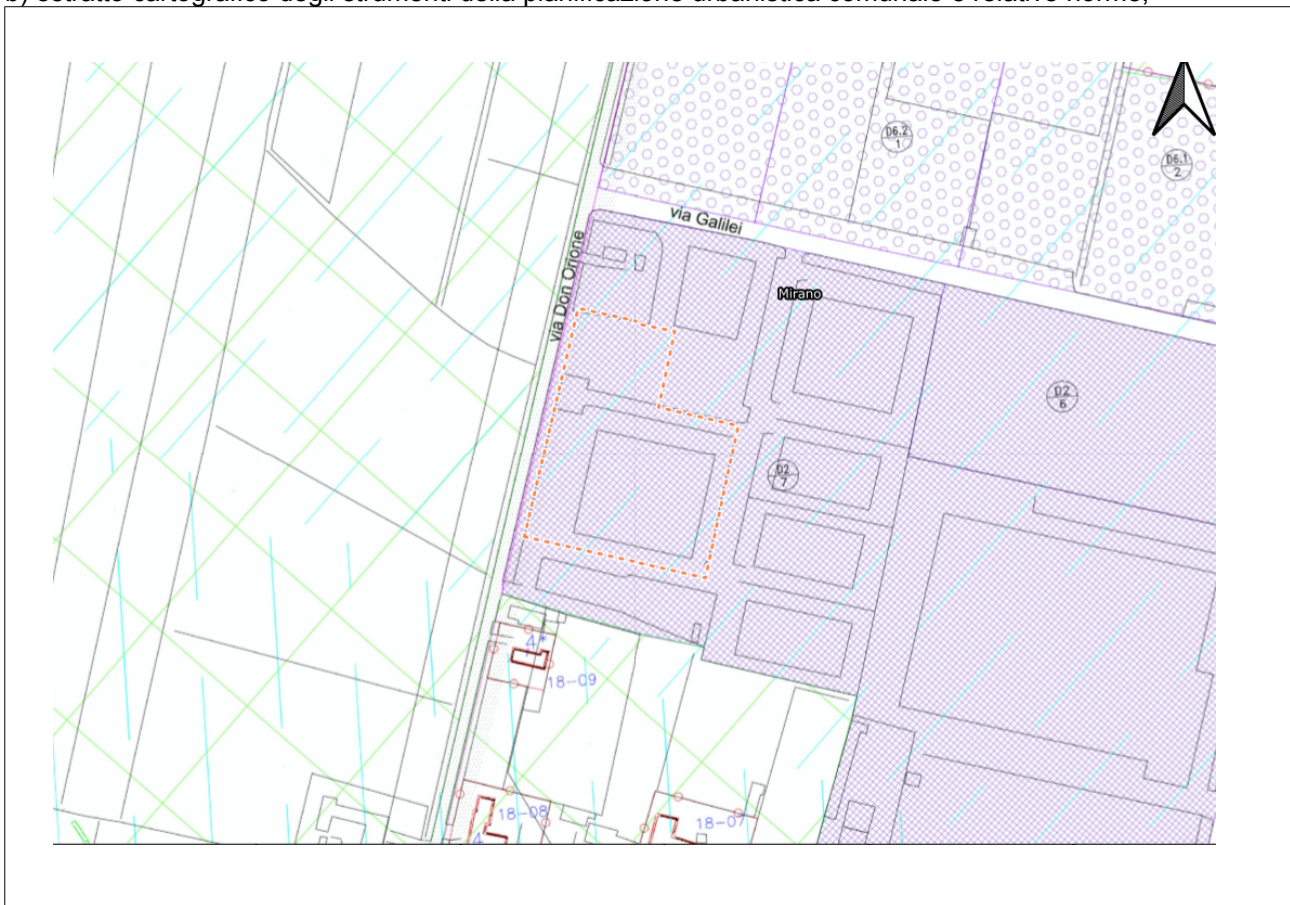 b) estratto cartografico degli strumenti della pianificazione urbanistica comunale e relative norme;
D6.2
1
D6.1
2
via Galilei
via Don Orione
Mirano
D2
6
D2
7
4*
18-09
18-08
18-07
4